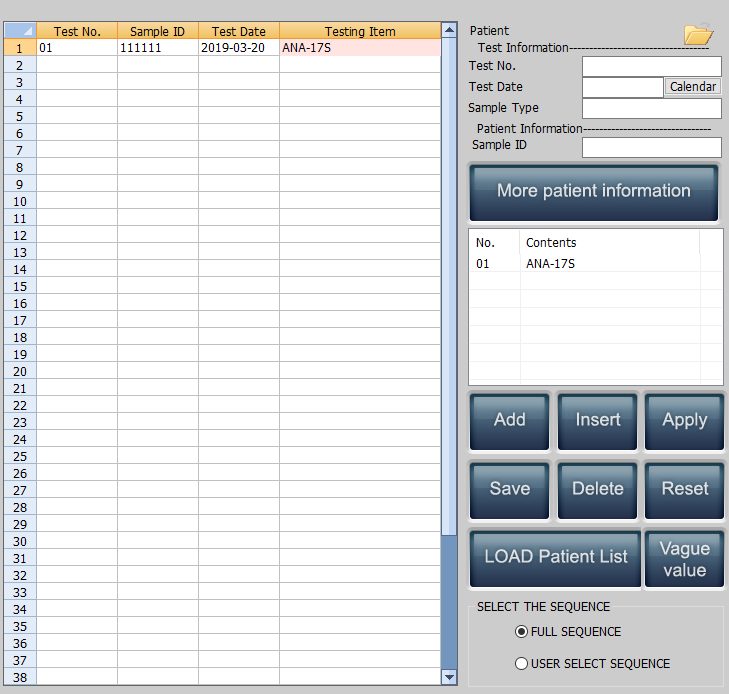 Test No. Sample ID Test Date Testing Item
1 01 111111 2019-03-20 ANA-17S
2
3
4
5
6
7
8
9
10
11
12
13
14
15
16
17
18
19
20
21
22
23
24
25
26
27
28
29
30
31
32
33
34
35
36
37
38
Patient
Test Information
Test No.
Test Date Calendar
Sample Type
Patient Information
Sample ID
More patient information
No. Contents
01 ANA-17S
Add Insert Apply
Save Delete Reset
LOAD Patient List Vague
value
SELECT THE SEQUENCE
FULL SEQUENCE
USER SELECT SEQUENCE